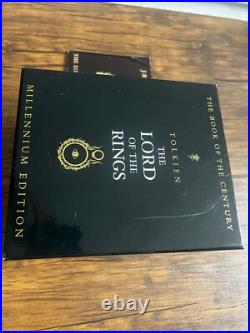 THE BOOK OF THE CENTURY
TOLKIEN
THE
LORD
OF THE
RINGS
MILLENNIUM EDITION